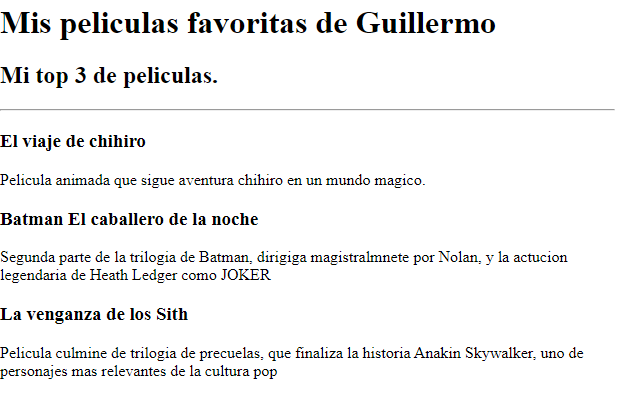 Mis peliculas favoritas de Guillermo
Mi top 3 de peliculas.
El viaje de chihiro
Pelicula animada que sigue aventura chihiro en un mundo magico.
Batman El caballero de la noche
Segunda parte de la trilogia de Batman, dirigiga magistralmnete por Nolan, y la actucion
legendaria de Heath Ledger como JOKER
La venganza de los Sith
Pelicula culmine de trilogia de precuelas, que finaliza la historia Anakin Skywalker, uno de
personajes mas relevantes de la cultura pop